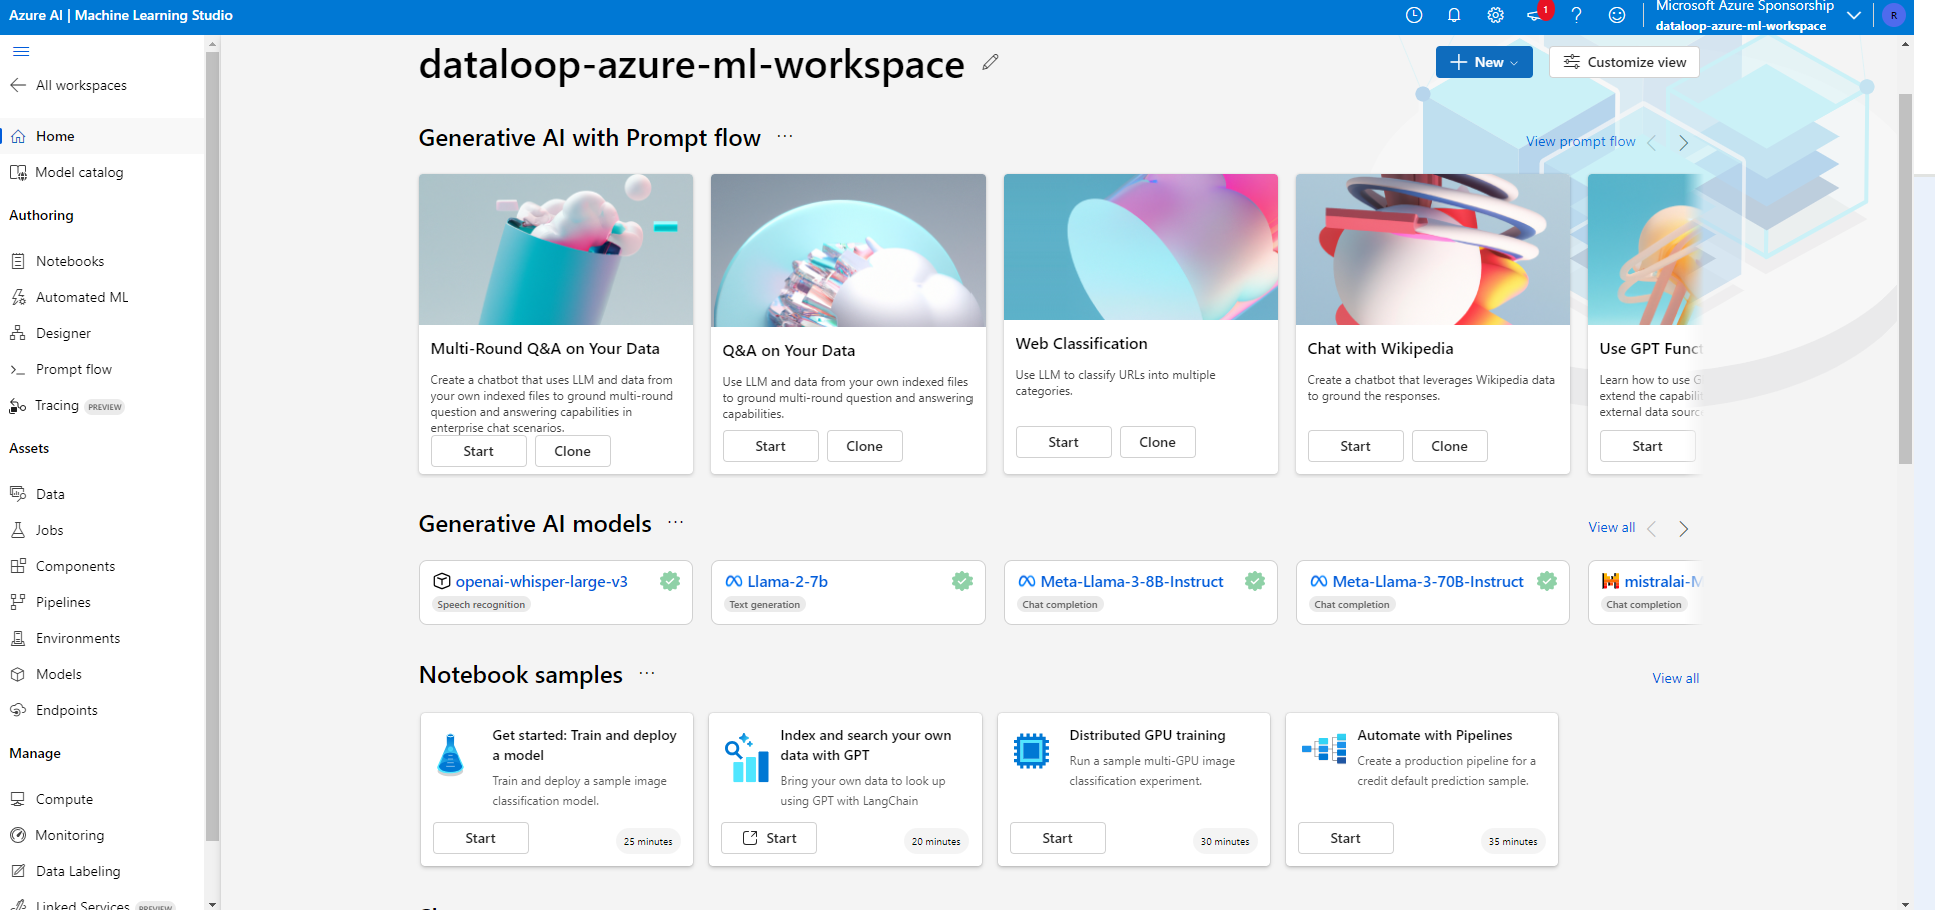 Azure AI | Machine Learning Studio
1
Microsoft Azure Sponsorship
dataloop-azure-ml-workspace
R
All workspaces
Home
Model catalog
Authoring
Notebooks
Automated ML
Designer
Prompt flow
Tracing PREVIEW
Assets
Data
Jobs
Components
Pipelines
Environments
Models
Endpoints
Manage
Compute
Monitoring
Data Labeling
Linked Services PREVIEW
dataloop-azure-ml-workspace
New
Customize view
Generative AI with Prompt flow ...
View prompt flow
Multi-Round Q&A on Your Data
Create a chatbot that uses LLM and data from
your own indexed files to ground multi-round
question and answering capabilities in
enterprise chat scenarios.
Start Clone
Q&A on Your Data
Use LLM and data from your own indexed files
to ground multi-round question and answering
capabilities.
Start Clone
Web Classification
Use LLM to classify URLs into multiple
categories.
Start Clone
Chat with Wikipedia
Create a chatbot that leverages Wikipedia data
to ground the responses.
Start Clone
Use GPT Funct
Learn how to use G
extend the capabili
external data sourc
Start
Generative AI models ...
View all
openai-whisper-large-v3
Speech recognition
Llama-2-7b
Text generation
Meta-Llama-3-8B-Instruct
Chat completion
Meta-Llama-3-70B-Instruct
Chat completion
mistralai-M
Chat completion
Notebook samples ...
View all
Get started: Train and deploy
a model
Train and deploy a sample image
classification model.
Start
25 minutes
Index and search your own
data with GPT
Bring your own data to look up
using GPT with LangChain
Start
20 minutes
Distributed GPU training
Run a sample multi-GPU image
classification experiment.
Start
30 minutes
Automate with Pipelines
Create a production pipeline for a
credit default prediction sample.
Start
35 minutes